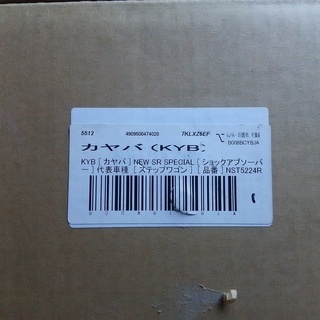 5512 4909500474020 7KLXZ6EF
B008BCYBJA
カヤバ (KYB)
KYB [ カヤバ ] NEW SR SPECIAL [ ショックアブソーバ
ー ] 代表車種 [ ステップワゴン ] [ 品番 ] NST5224R
B008BCYBJA